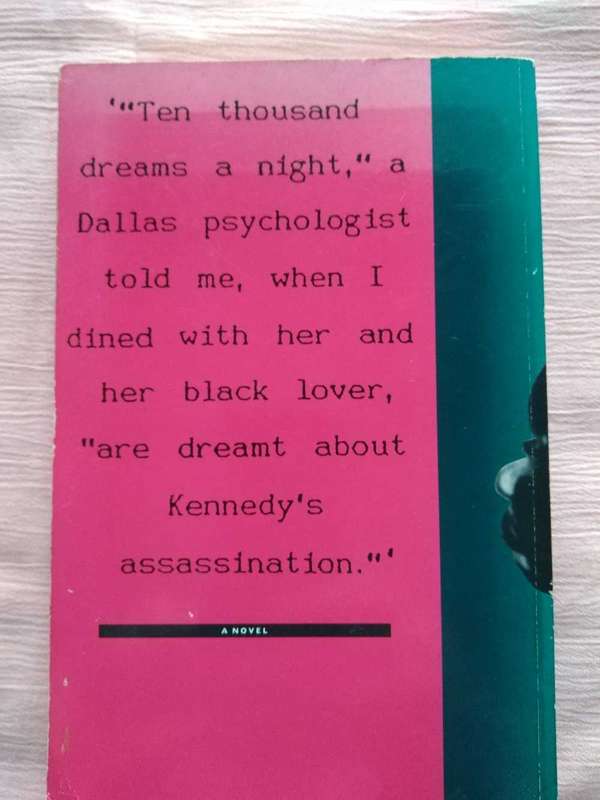 ‘“Ten thousand
dreams a night,“ a
Dallas psychologist
told me, when I
dined with her and
her black lover,
"are dreamt about
Kennedy's
assassination.“‘
A NOVEL